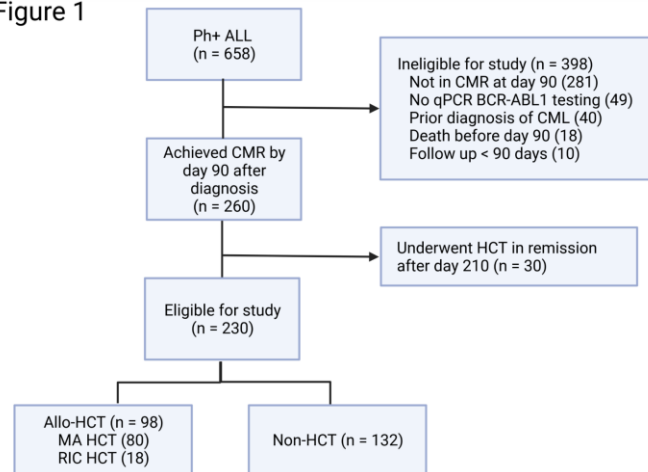 Figure 1
Ph+ ALL
(n = 658)
Ineligible for study (n = 398)
Not in CMR at day 90 (281)
No qPCR BCR-ABL1 testing (49)
Prior diagnosis of CML (40)
Death before day 90 (18)
Follow up < 90 days (10)
Achieved CMR by
day 90 after
diagnosis
(n = 260)
Underwent HCT in remission
after day 210 (n = 30)
Eligible for study
(n = 230)
Allo-HCT (n = 98)
MA HCT (80)
RIC HCT (18)
Non-HCT (n = 132)